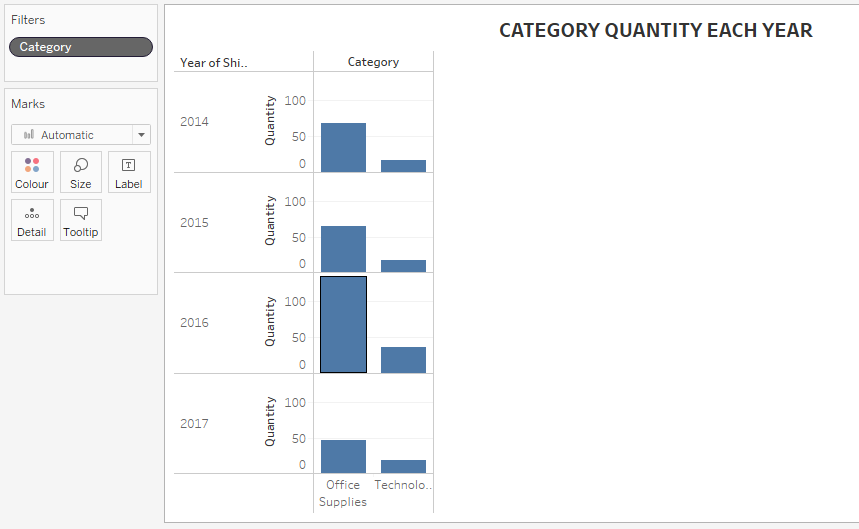 Filters
Category
Marks
Automatic
Colour
Size
T
Label
Detail
Tooltip
CATEGORY QUANTITY EACH YEAR
Year of Shi..
Category
2014
Quantity
100
50
0
2015
Quantity
100
50
0
2016
Quantity
100
50
0
2017
Quantity
100
50
0
Office
Supplies
Technolo..